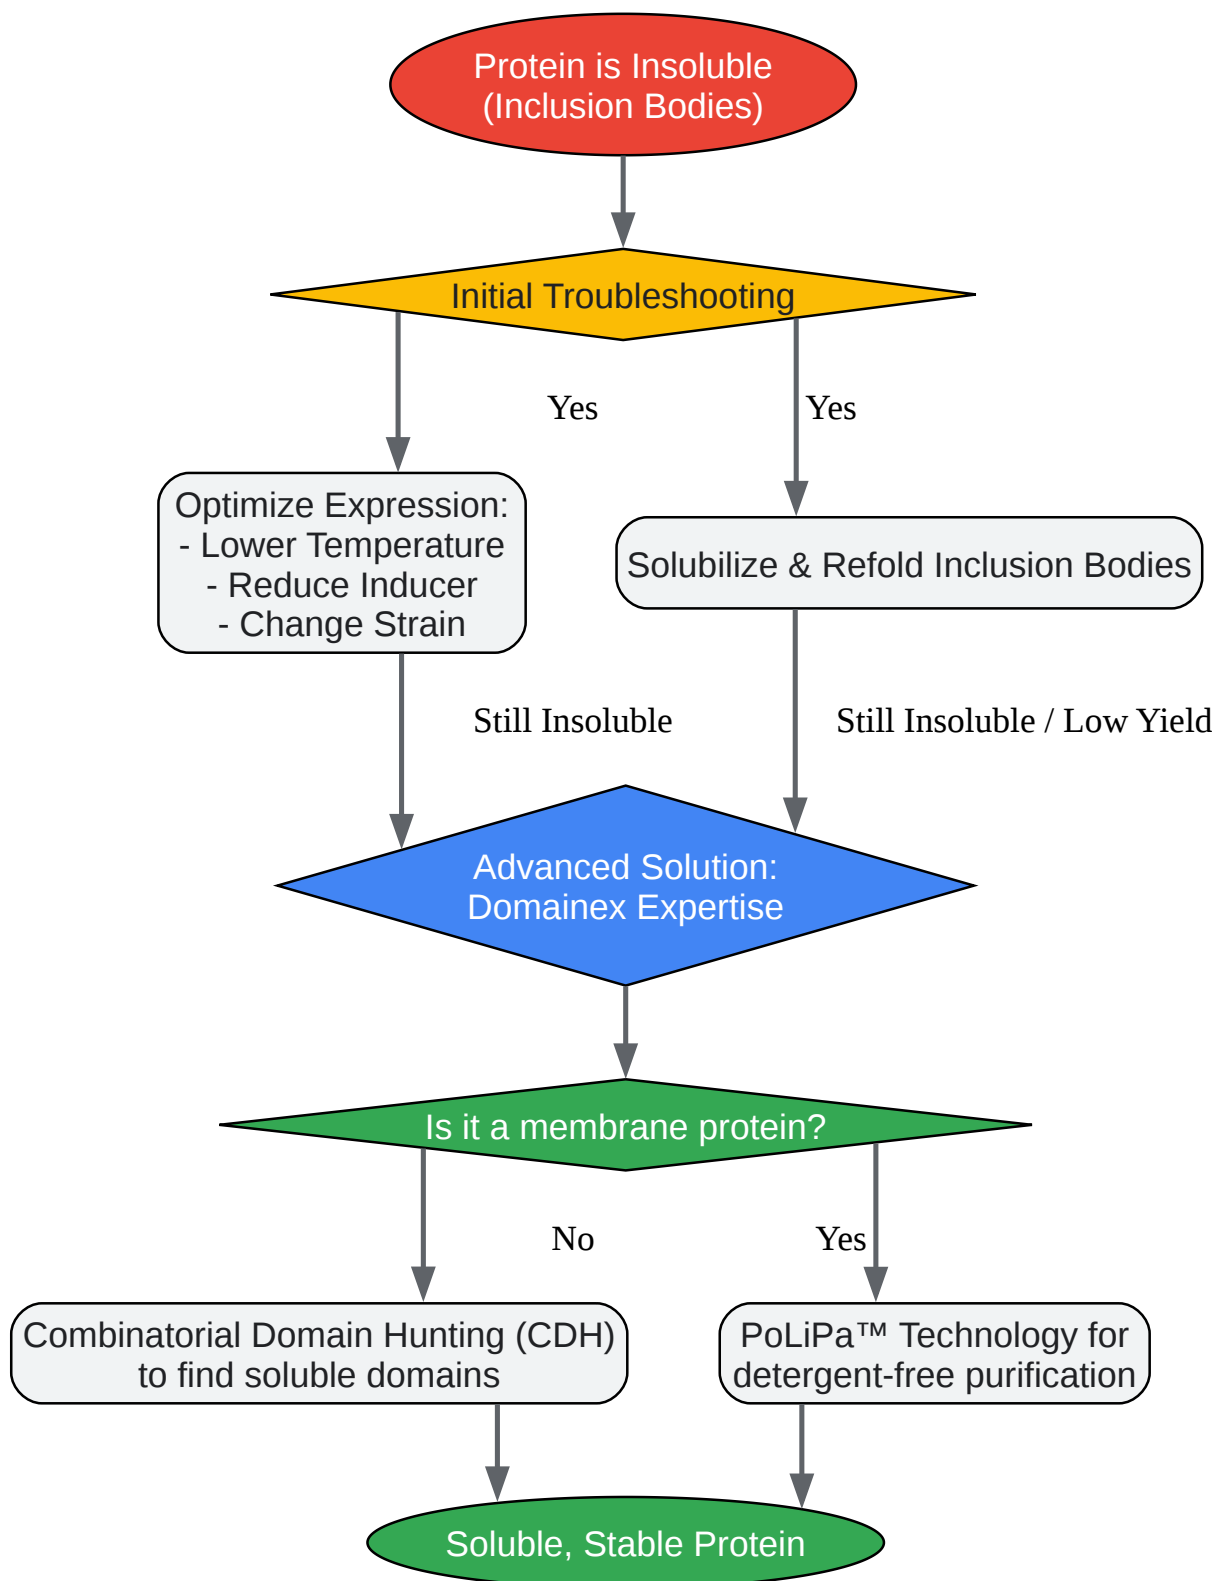 Protein is Insoluble
(Inclusion Bodies)
Initial Troubleshooting
Yes
Yes
Optimize Expression:
- Lower Temperature
- Reduce Inducer
- Change Strain
Solubilize & Refold Inclusion Bodies
Still Insoluble
Still Insoluble / Low Yield
Advanced Solution:
Domainex Expertise
Is it a membrane protein?
No
Yes
Combinatorial Domain Hunting (CDH)
to find soluble domains
PoLiPa™ Technology for
detergent-free purification
Soluble, Stable Protein